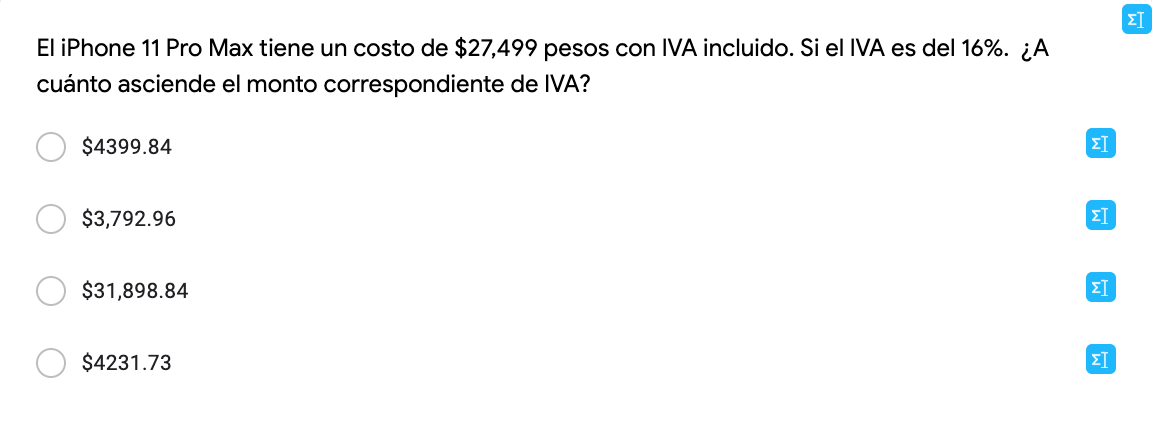 El iPhone 11 Pro Max tiene un costo de $27,499 pesos con IVA incluido. Si el IVA es del 16%. ¿A
cuánto asciende el monto correspondiente de IVA?
$4399.84
$3,792.96
$31,898.84
$4231.73